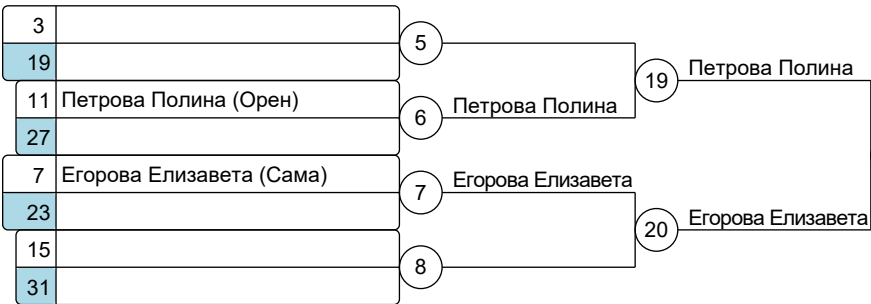 3
5
19
19 Петрова Полина
11 Петрова Полина (Орен)
6 Петрова Полина
27
7 Егорова Елизавета (Сама)
7 Егорова Елизавета
23
20 Егорова Елизавета
15
8
31